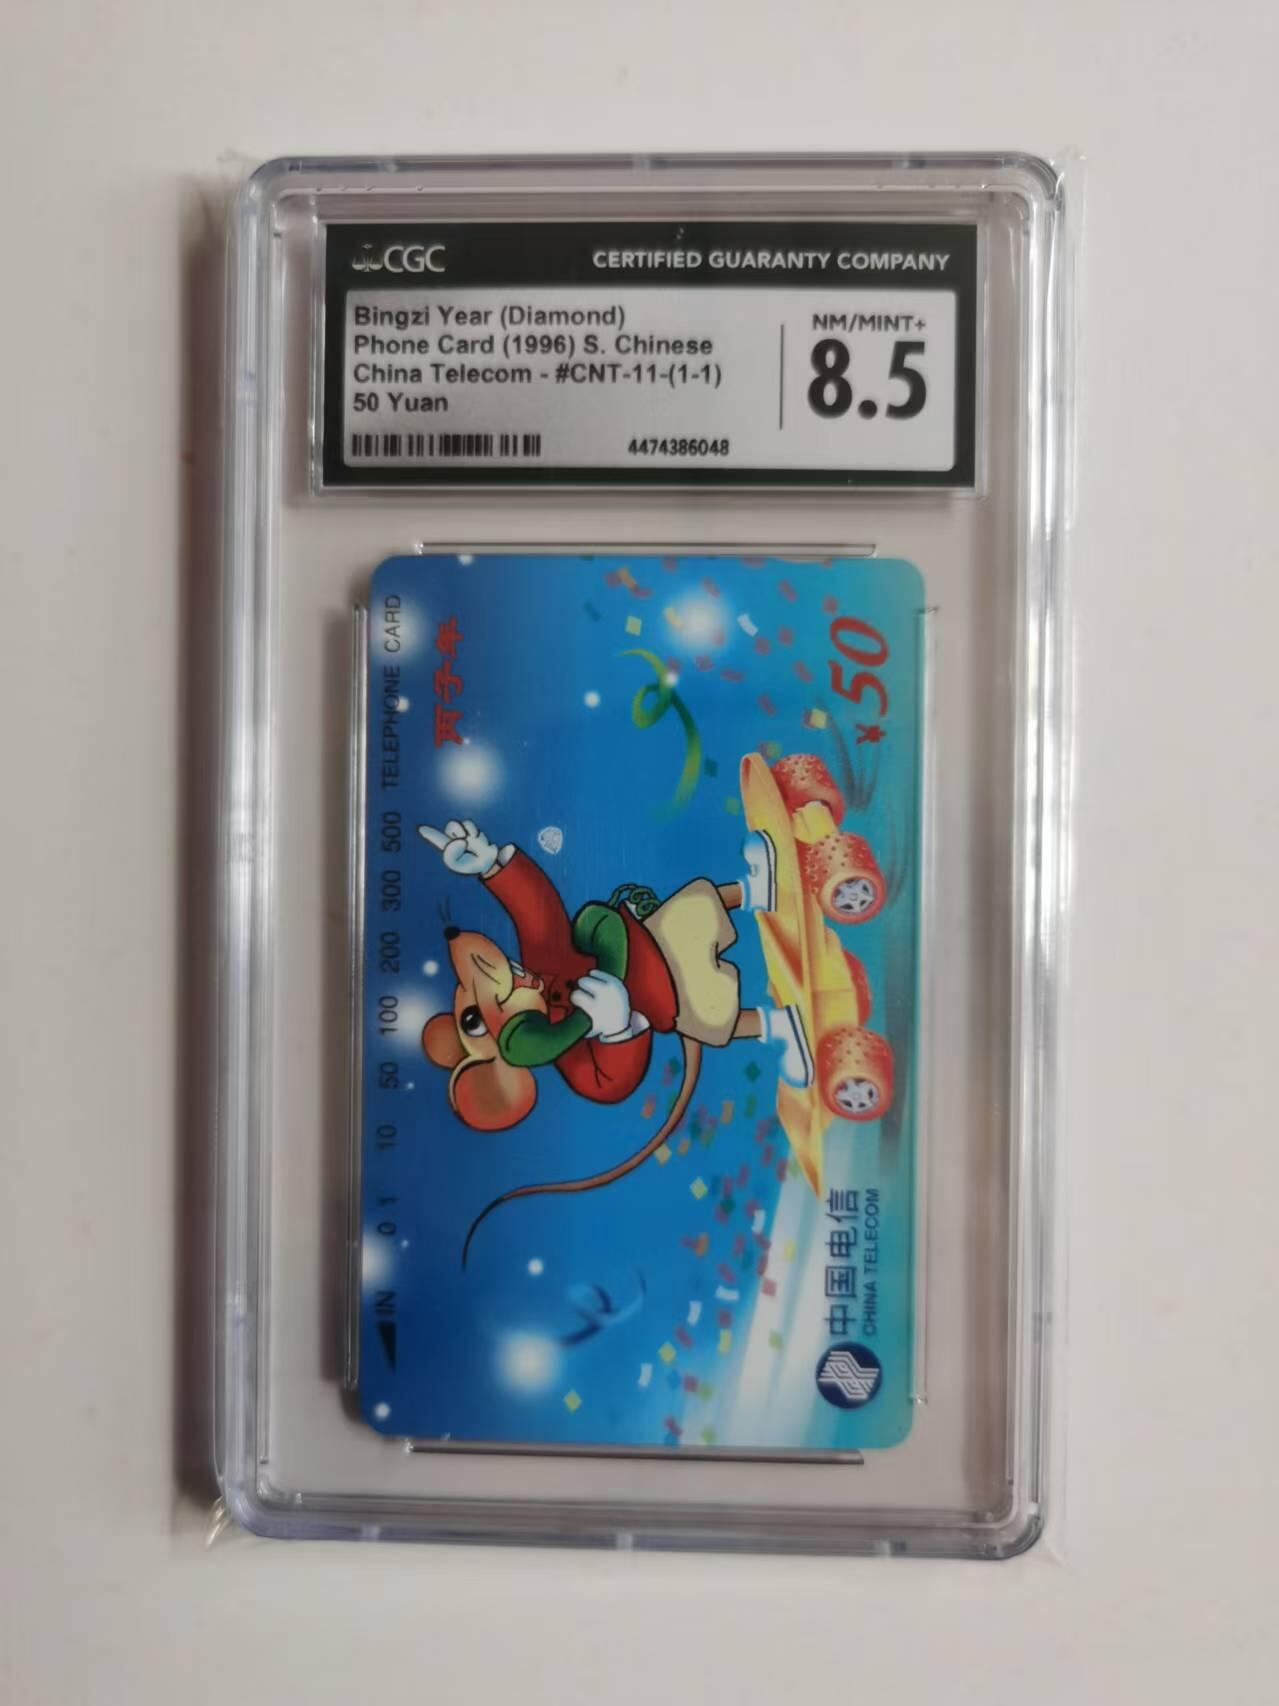 CGC
CERTIFIED GUARANTY COMPANY
Bingzi Year (Diamond)
Phone Card (1996) S. Chinese
China Telecom - #CNT-11-(1-1)
50 Yuan
NM/MINT+
8.5
4474386048
IN 0 1 10 50 100 200 300 500 TELEPHONE CARD
丙子年
¥50
中国电信
CHINA TELECOM